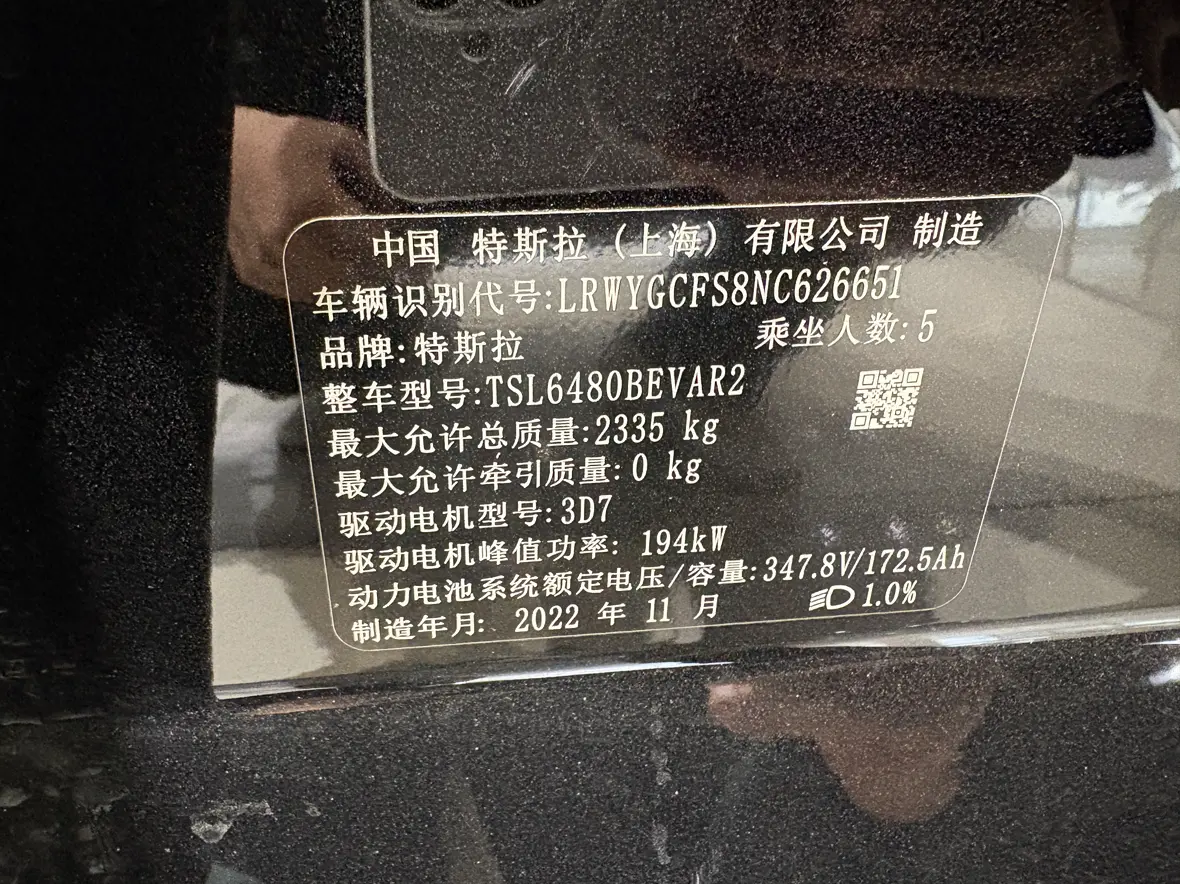 中国 特斯拉 (上海) 有限公司 制造
车辆识别代号:LRWYGCFS8NC626651
品牌:特斯拉 乘坐人数:5
整车型号:TSL6480BEVAR2
最大允许总质量:2335 kg
最大允许牵引质量:0 kg
驱动电机型号:3D7
驱动电机峰值功率: 194kW
动力电池系统额定电压/容量:347.8V/172.5Ah
制造年月: 2022 年 11 月 1.0%